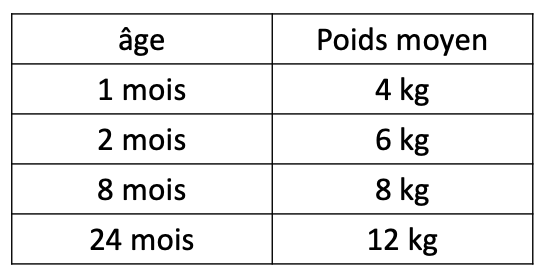 âge Poids moyen
1 mois 4 kg
2 mois 6 kg
8 mois 8 kg
24 mois 12 kg